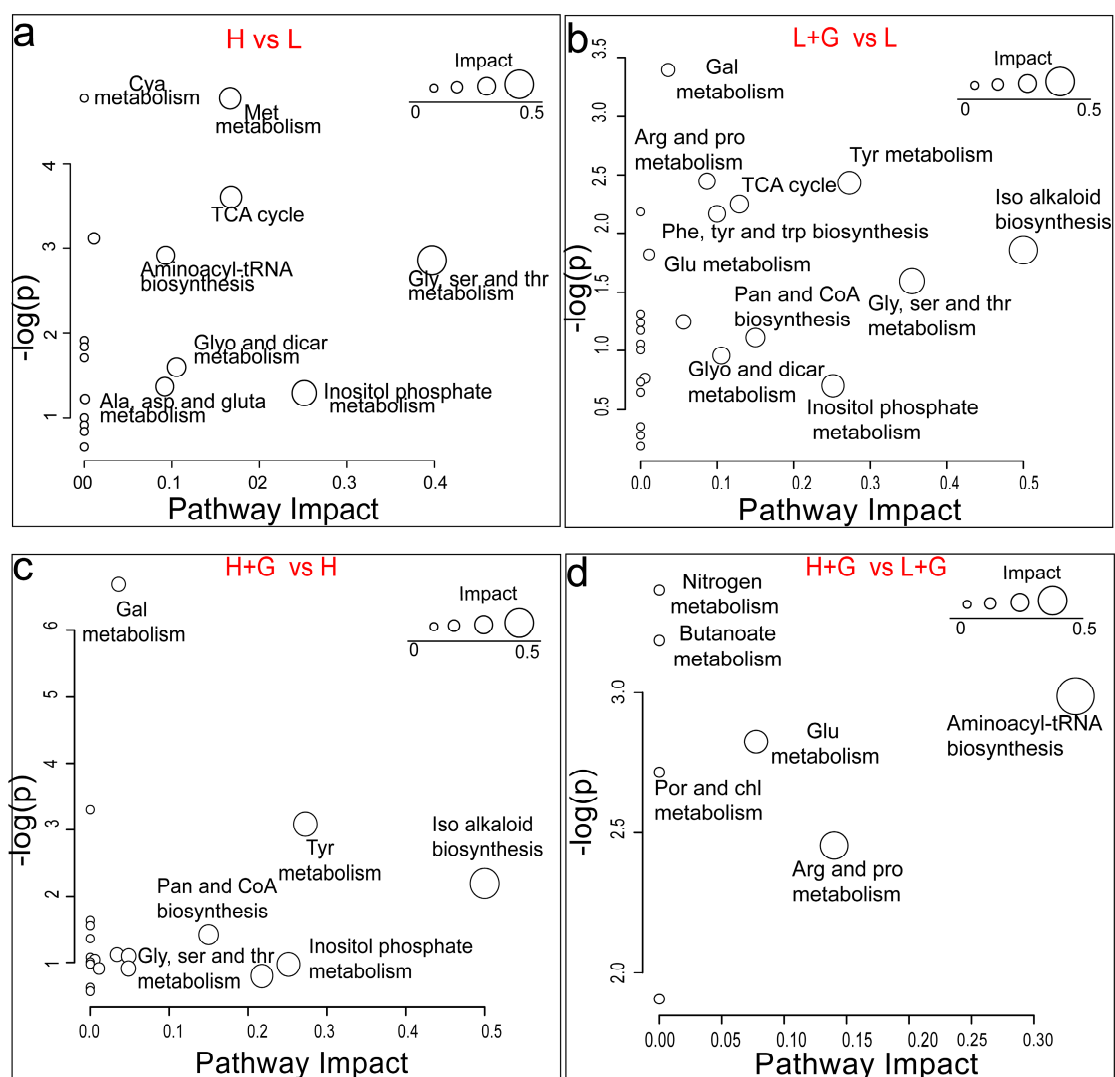 a
H vs L
Impact
0
0.5
Cya
metabolism
Met
metabolism
TCA cycle
Aminoacyl-tRNA
biosynthesis
Gly, ser and thr
metabolism
Glyo and dicar
metabolism
Ala, asp and gluta
metabolism
Inositol phosphate
metabolism
-log(p)
4
3
2
1
00
0.1
02
0.3
0.4
Pathway Impact
b
L+G vs L
Impact
0
0.5
Gal
metabolism
Arg and pro
metabolism
Tyr metabolism
TCA cycle
Iso alkaloid
biosynthesis
Phe, tyr and trp biosynthesis
Glu metabolism
Pan and CoA
biosynthesis
Gly, ser and thr
metabolism
Glyo and dicar
metabolism
Inositol phosphate
metabolism
-log(p)
3.5
3.0
2.5
2.0
1.5
1.0
0.5
0.0
0.1
0.2
0.3
0.4
0.5
Pathway Impact
c
H+G vs H
Impact
0
0.5
Gal
metabolism
Tyr
metabolism
Iso alkaloid
biosynthesis
Pan and CoA
biosynthesis
Gly, ser and thr
metabolism
Inositol phosphate
metabolism
-log(p)
6
5
4
3
2
1
0.0
0.1
0.2
0.3
0.4
0.5
Pathway Impact
d
H+G vs L+G
Impact
0
0.5
Nitrogen
metabolism
Butanoate
metabolism
Aminoacyl-tRNA
biosynthesis
Glu
metabolism
Por and chl
metabolism
Arg and pro
metabolism
-log(p)
3.0
2.5
2.0
0.00
0.05
0.10
0.15
0.20
0.25
0.30
Pathway Impact